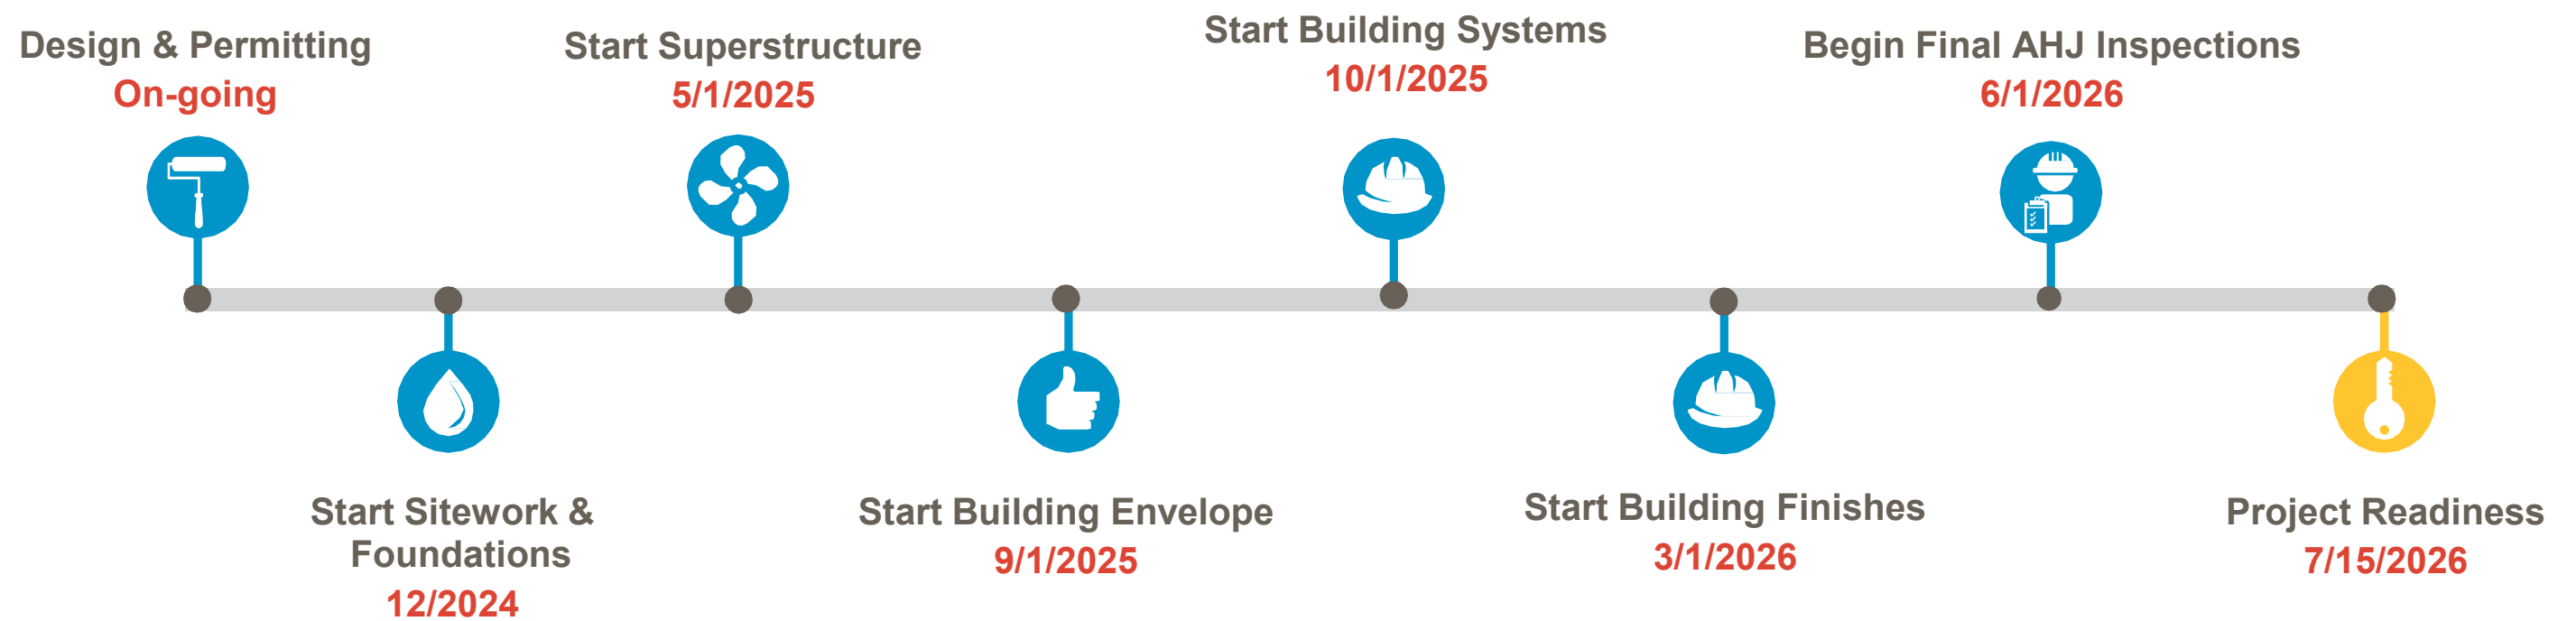 Design & Permitting
On-going
Start Sitework &
Foundations
12/2024
Start Superstructure
5/1/2025
Start Building Envelope
9/1/2025
Start Building Systems
10/1/2025
Start Building Finishes
3/1/2026
Begin Final AHJ Inspections
6/1/2026
Project Readiness
7/15/2026